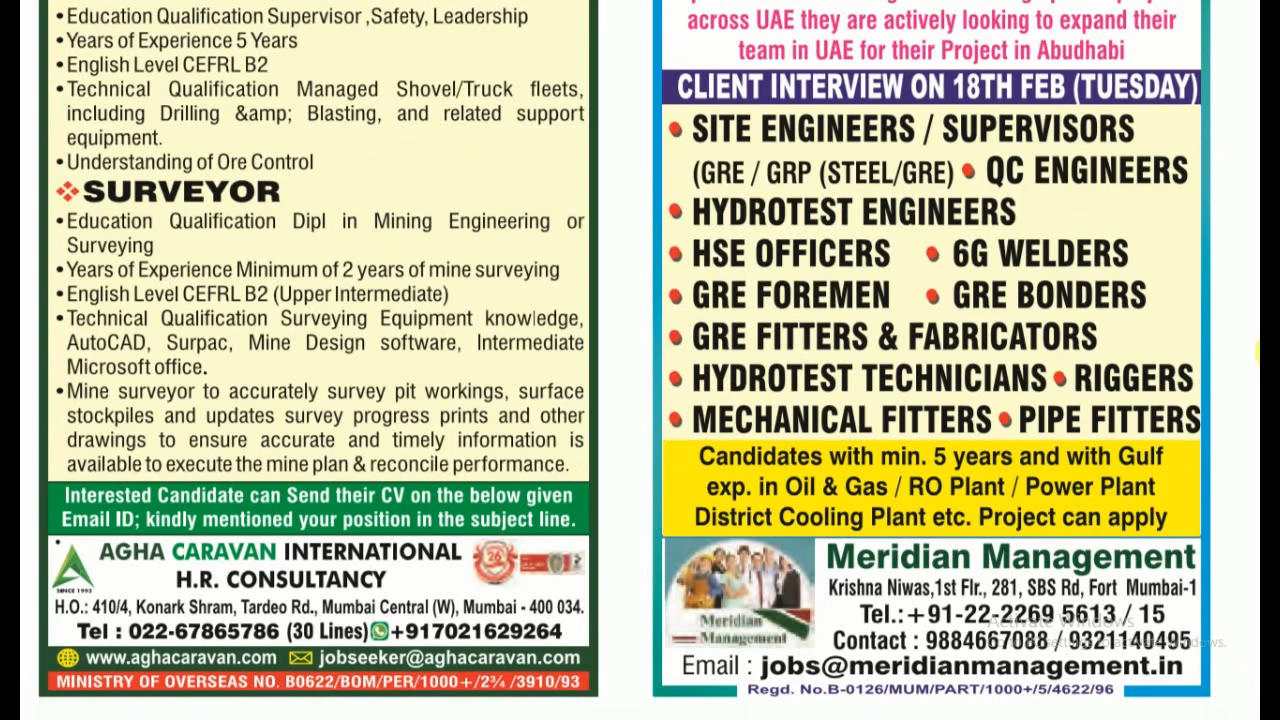 • Education Qualification Supervisor ,Safety, Leadership
• Years of Experience 5 Years
• English Level CEFRL B2
• Technical Qualification Managed Shovel/Truck fleets,
including Drilling &amp; Blasting, and related support
equipment.
• Understanding of Ore Control
❖ SURVEYOR
• Education Qualification Dipl in Mining Engineering or
Surveying
• Years of Experience Minimum of 2 years of mine surveying
• English Level CEFRL B2 (Upper Intermediate)
• Technical Qualification Surveying Equipment knowledge,
AutoCAD, Surpac, Mine Design software, Intermediate
Microsoft office.
• Mine surveyor to accurately survey pit workings, surface
stockpiles and updates survey progress prints and other
drawings to ensure accurate and timely information is
available to execute the mine plan & reconcile performance.
Interested Candidate can Send their CV on the below given
Email ID; kindly mentioned your position in the subject line.
AGHA CARAVAN INTERNATIONAL
H.R. CONSULTANCY
SINCE 1993
26
H.O.: 410/4, Konark Shram, Tardeo Rd., Mumbai Central (W), Mumbai - 400 034.
Tel : 022-67865786 (30 Lines) +917021629264
www.aghacaravan.com jobseeker@aghacaravan.com
MINISTRY OF OVERSEAS NO. B0622/BOM/PER/1000+/2¾ /3910/93
across UAE they are actively looking to expand their
team in UAE for their Project in Abudhabi
CLIENT INTERVIEW ON 18TH FEB (TUESDAY)
• SITE ENGINEERS / SUPERVISORS
(GRE / GRP (STEEL/GRE) • QC ENGINEERS
• HYDROTEST ENGINEERS
• HSE OFFICERS • 6G WELDERS
• GRE FOREMEN • GRE BONDERS
• GRE FITTERS & FABRICATORS
• HYDROTEST TECHNICIANS • RIGGERS
• MECHANICAL FITTERS • PIPE FITTERS
Candidates with min. 5 years and with Gulf
exp. in Oil & Gas / RO Plant / Power Plant
District Cooling Plant etc. Project can apply
Meridian Management
Meridian Management
Krishna Niwas,1st Flr., 281, SBS Rd, Fort Mumbai-1
Tel.:+91-22-2269 5613 / 15
Activate Windows
Contact : 9884667088 / 9321140495
Email : jobs@meridianmanagement.in
Regd. No.B-0126/MUM/PART/1000+/5/4622/96